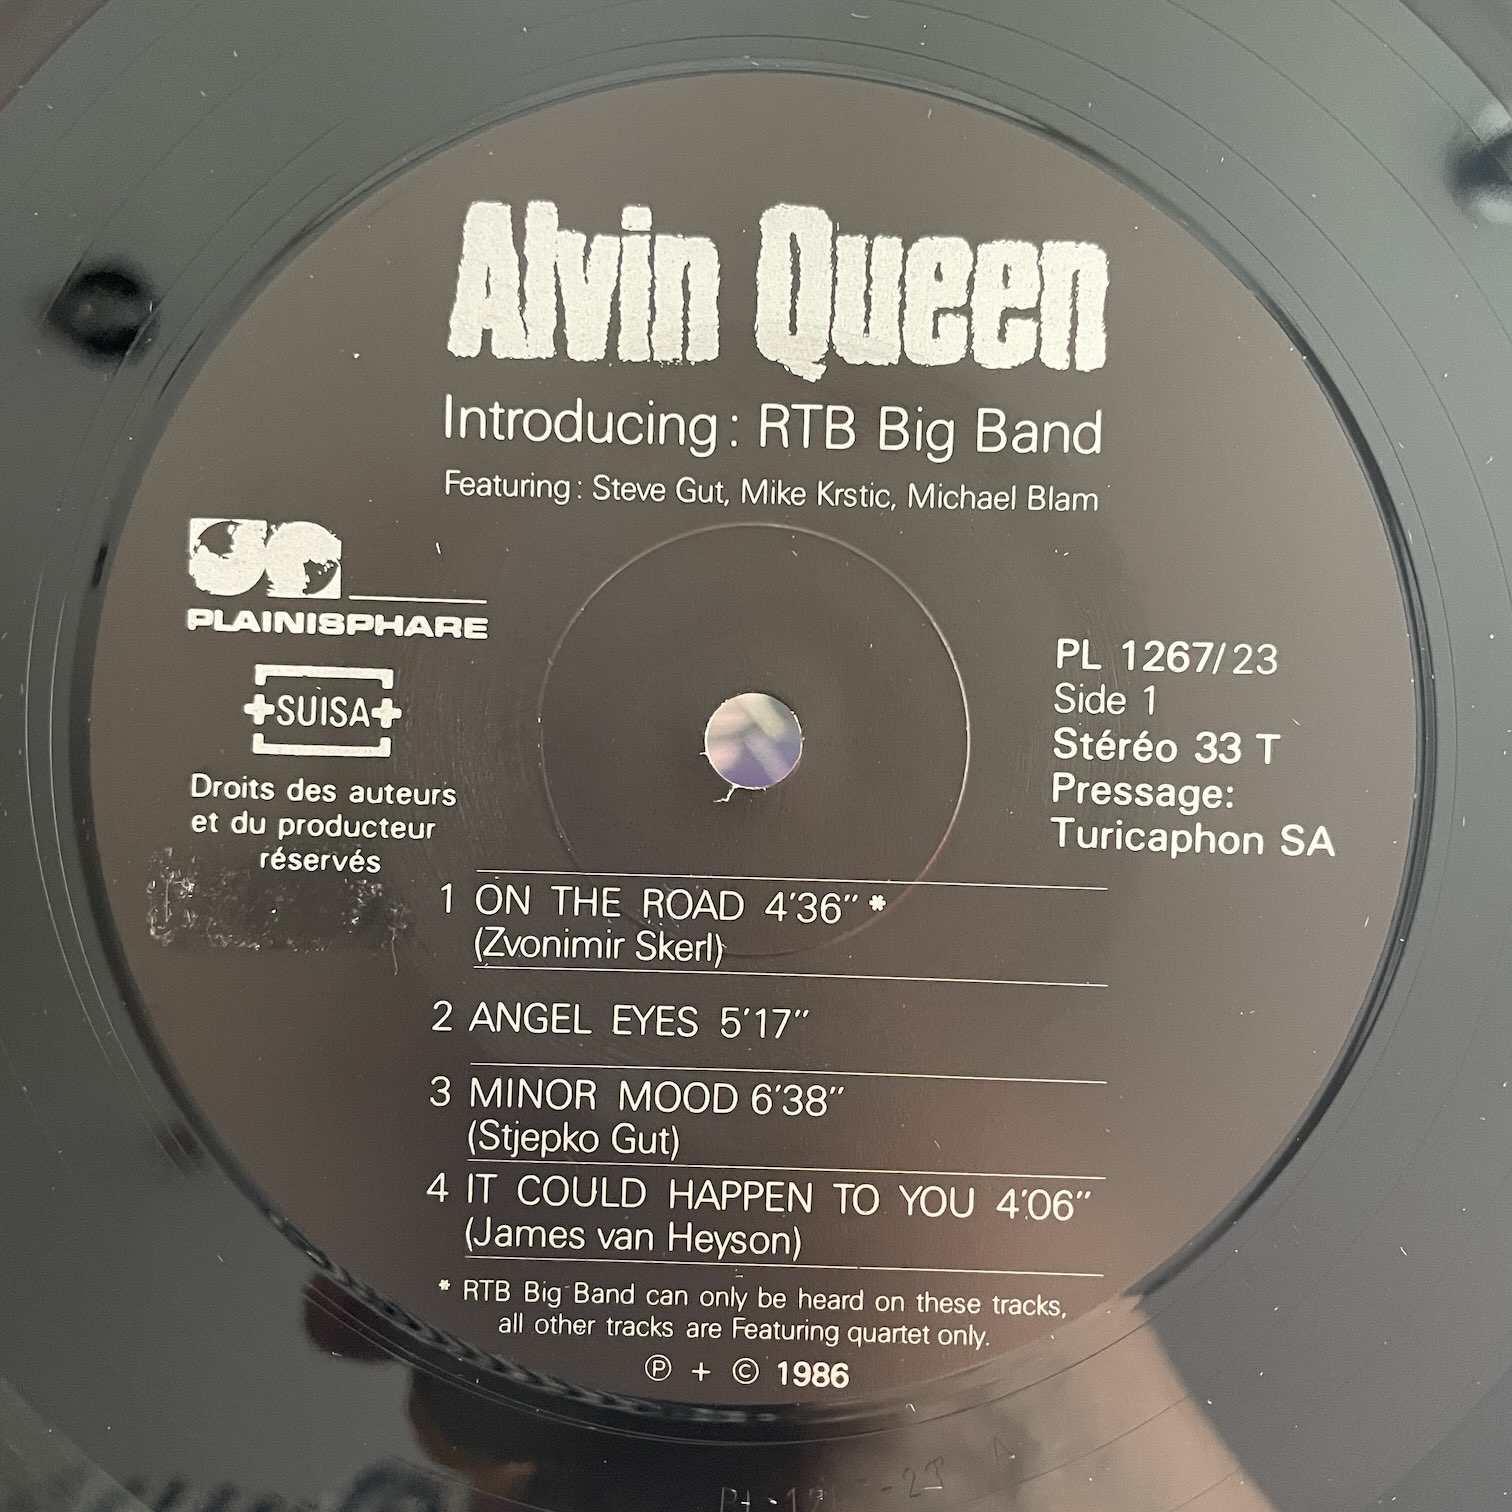 Alvin Queen
Introducing: RTB Big Band
Featuring: Steve Gut, Mike Krstic, Michael Blam
PLAINISPHARE
SUISA
Droits des auteurs
et du producteur
réservés
PL 1267/23
Side 1
Stéréo 33 T
Pressage:
Turicaphon SA
1 ON THE ROAD 4'36" *
(Zvonimir Skerl)
2 ANGEL EYES 5'17"
3 MINOR MOOD 6'38"
(Stjepko Gut)
4 IT COULD HAPPEN TO YOU 4'06"
(James van Heyson)
* RTB Big Band can only be heard on these tracks,
all other tracks are Featuring quartet only.
℗ + © 1986